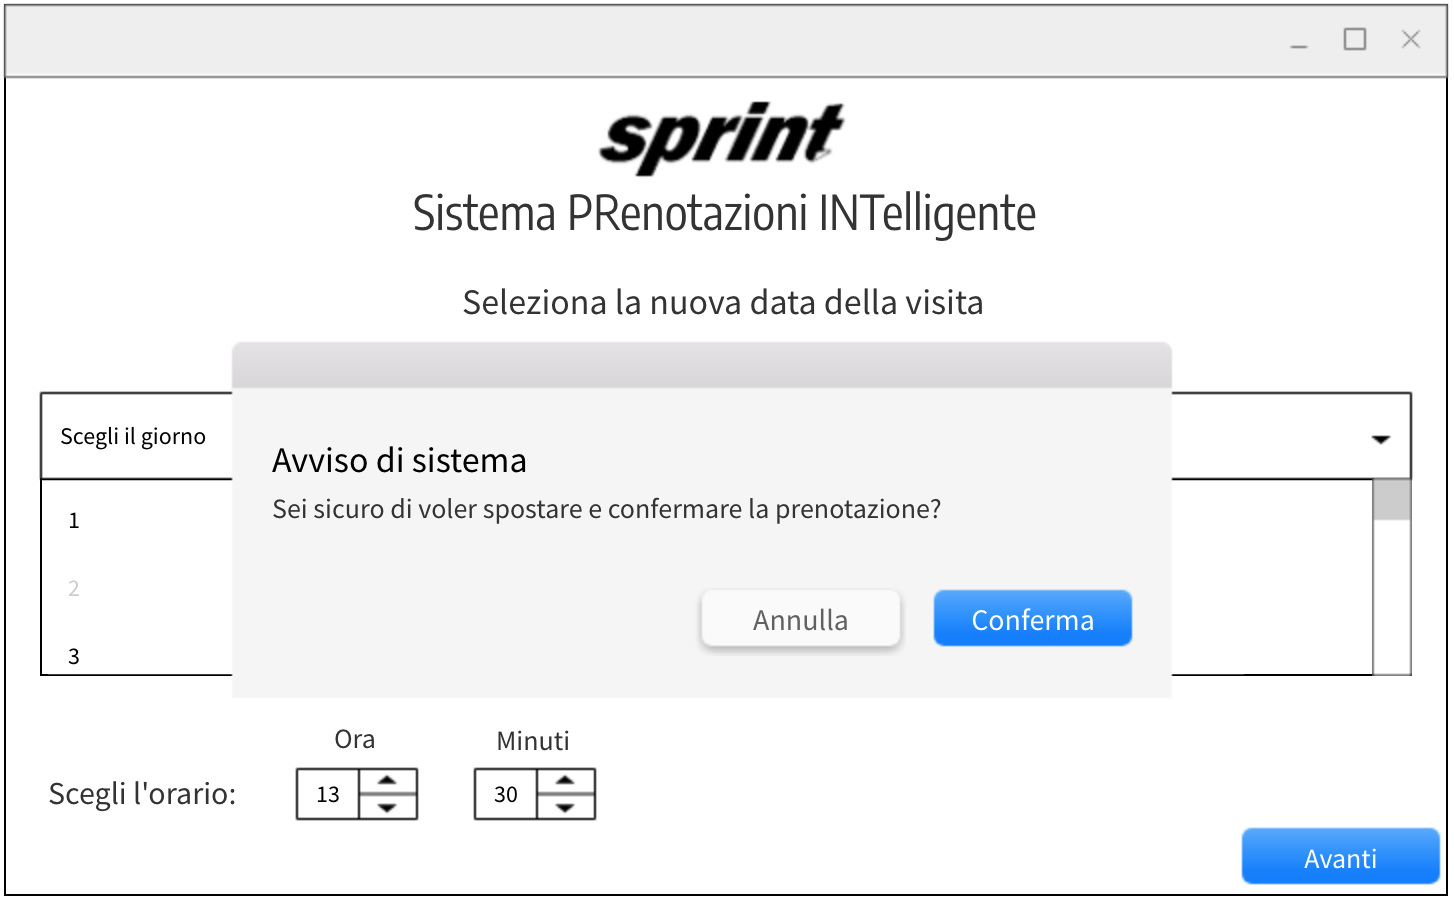 sprint
Sistema PRenotazioni INTelligente
Seleziona la nuova data della visita
Scegli il giorno
1
2
3
Avviso di sistema
Sei sicuro di voler spostare e confermare la prenotazione?
Annulla
Conferma
Ora
Minuti
Scegli l'orario:
13
30
Avanti